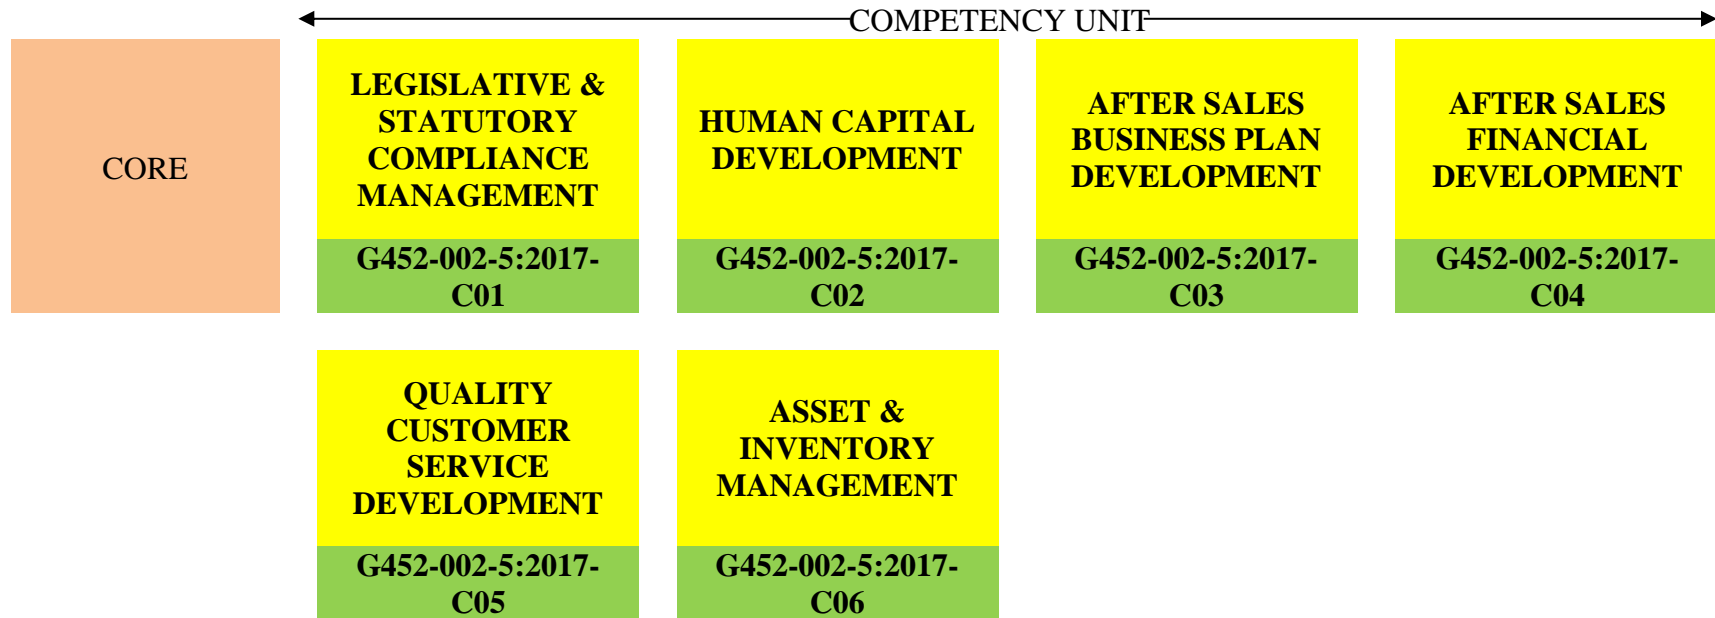 COMPETENCY UNIT
CORE
LEGISLATIVE &
STATUTORY
COMPLIANCE
MANAGEMENT
G452-002-5:2017-
C01
HUMAN CAPITAL
DEVELOPMENT
G452-002-5:2017-
C02
AFTER SALES
BUSINESS PLAN
DEVELOPMENT
G452-002-5:2017-
C03
AFTER SALES
FINANCIAL
DEVELOPMENT
G452-002-5:2017-
C04
QUALITY
CUSTOMER
SERVICE
DEVELOPMENT
G452-002-5:2017-
C05
ASSET &
INVENTORY
MANAGEMENT
G452-002-5:2017-
C06